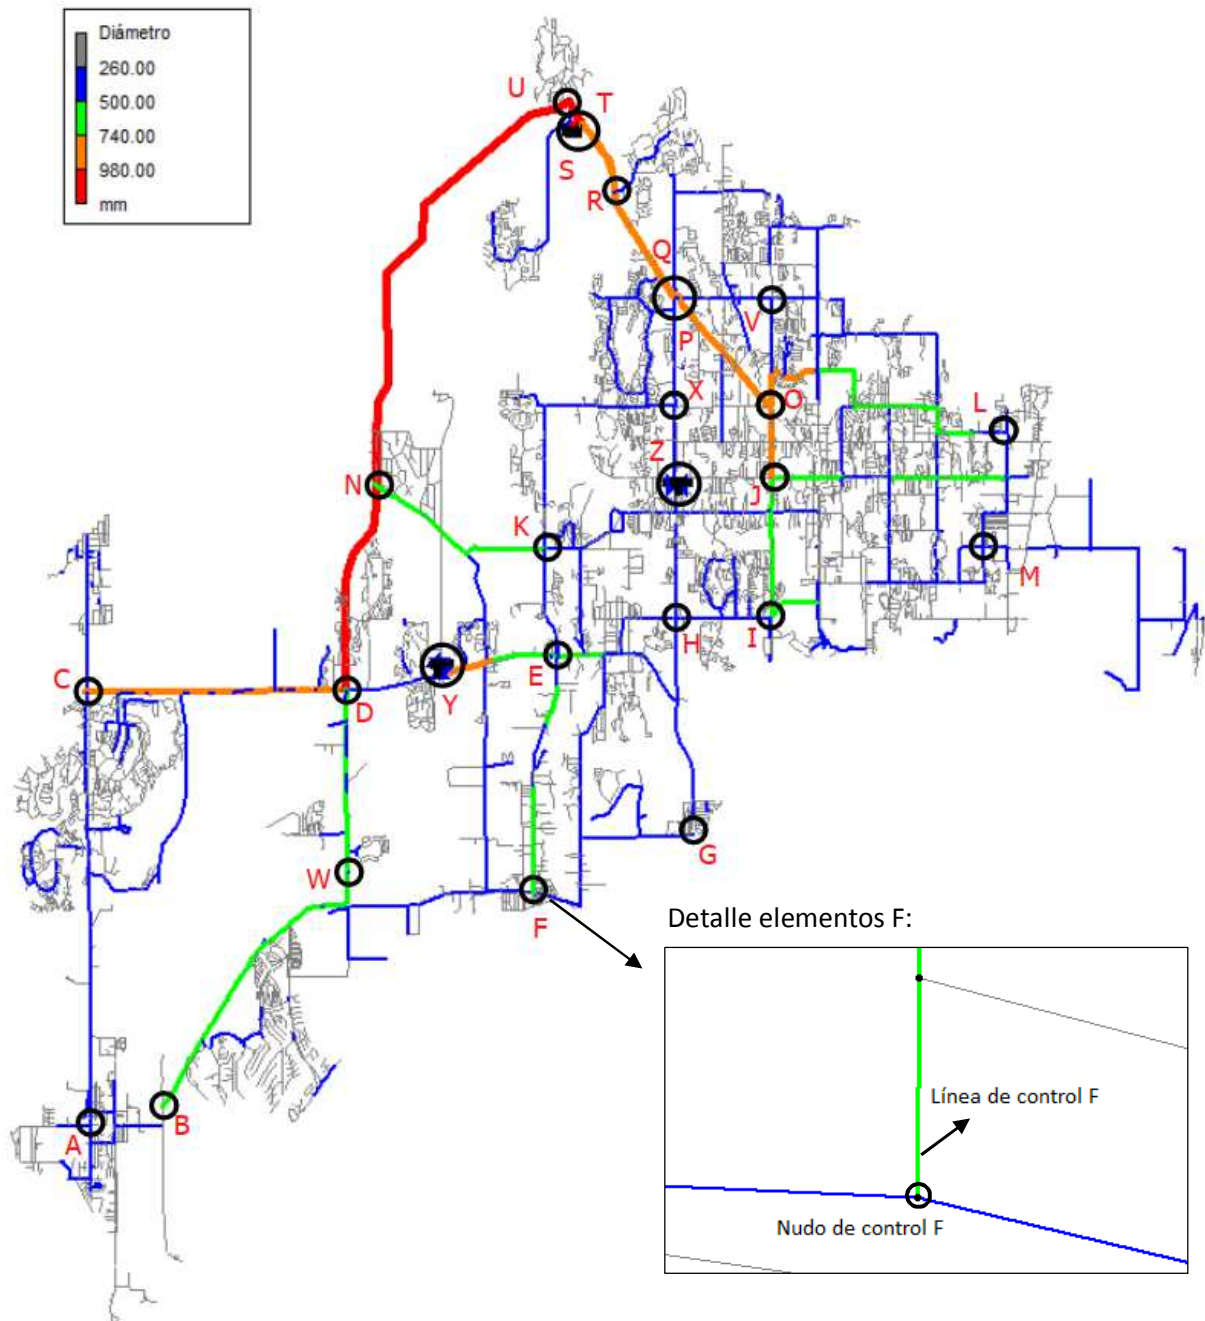 Diámetro
260.00
500.00
740.00
980.00
mm
U
T
S
R
Q
P
V
X
O
L
Z
N
J
K
M
H
I
E
C
D
Y
G
W
F
Detalle elementos F:
Línea de control F
Nudo de control F
B
A